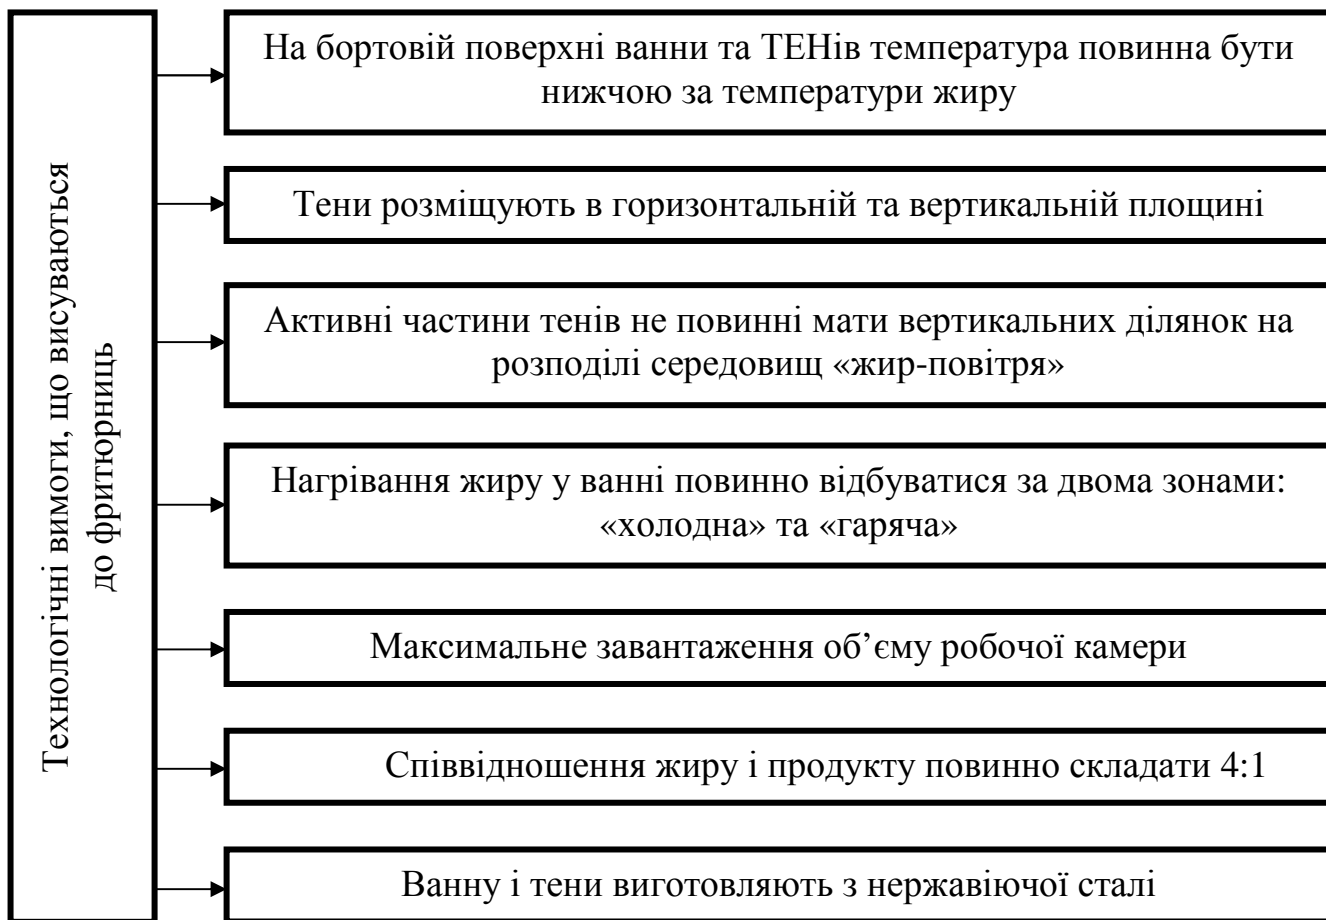 Технологічні вимоги, що висуваються
до фритюрниць
На бортовій поверхні ванни та ТЕНів температура повинна бути
нижчою за температури жиру
Тени розміщують в горизонтальній та вертикальній площині
Активні частини тенів не повинні мати вертикальних ділянок на
розподілі середовищ «жир-повітря»
Нагрівання жиру у ванні повинно відбуватися за двома зонами:
«холодна» та «гаряча»
Максимальне завантаження об’єму робочої камери
Співвідношення жиру і продукту повинно складати 4:1
Ванну і тени виготовляють з нержавіючої сталі